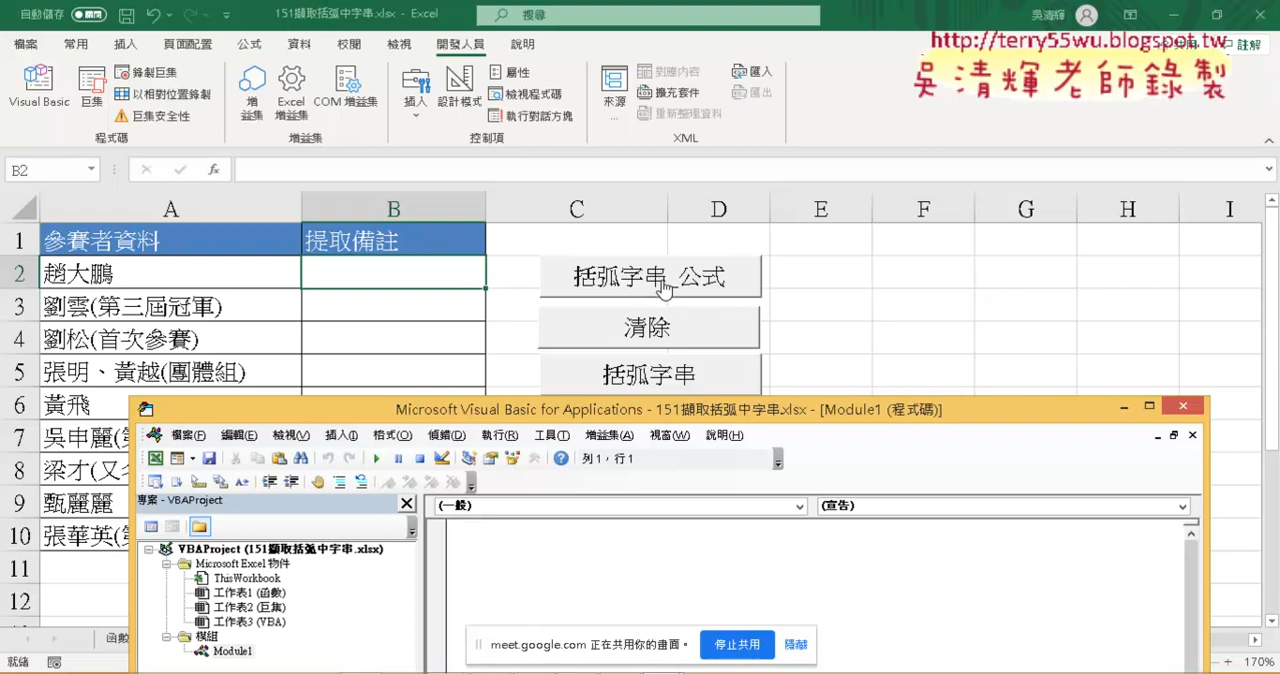 自動儲存 關閉 151擷取括弧中字串.xlsx - Excel 搜尋 吳清輝
http://terry55wu.blogspot.tw
吳清輝老師錄製
檔案 常用 插入 頁面配置 公式 資料 校閱 檢視 開發人員 說明 註解
Visual Basic 巨集 錄製巨集 以相對位置錄製 巨集安全性 增益集 Excel 增益集 COM 增益集 插入 設計模式 屬性 檢視程式碼 執行對話方塊 來源 對應內容 擴充套件 重新整理資料 匯入 匯出
程式碼 增益集 控制項 XML
B2 fx
A B C D E F G H I
1 參賽者資料 提取備註
2 趙大鵬 括弧字串_公式
3 劉雲(第三屆冠軍)
清除
4 劉松(首次參賽)
5 張明、黃越(團體組) 括弧字串
6 黃飛
7 吳申麗(
8 梁才(又
9 甄麗麗
10 張華英(
11
12
Microsoft Visual Basic for Applications - 151擷取括弧中字串.xlsx - [Module1 (程式碼)]
檔案(F) 編輯(E) 檢視(V) 插入(I) 格式(O) 偵錯(D) 執行(R) 工具(T) 增益集(A) 視窗(W) 說明(H)
列 1，行 1
專案 - VBAProject
(一般) (宣告)
VBAProject (151擷取括弧中字串.xlsx)
Microsoft Excel 物件
ThisWorkbook
工作表1 (函數)
工作表2 (巨集)
工作表3 (VBA)
模組
Module1
meet.google.com 正在共用你的畫面。 停止共用 隱藏
函數
就緒 170%